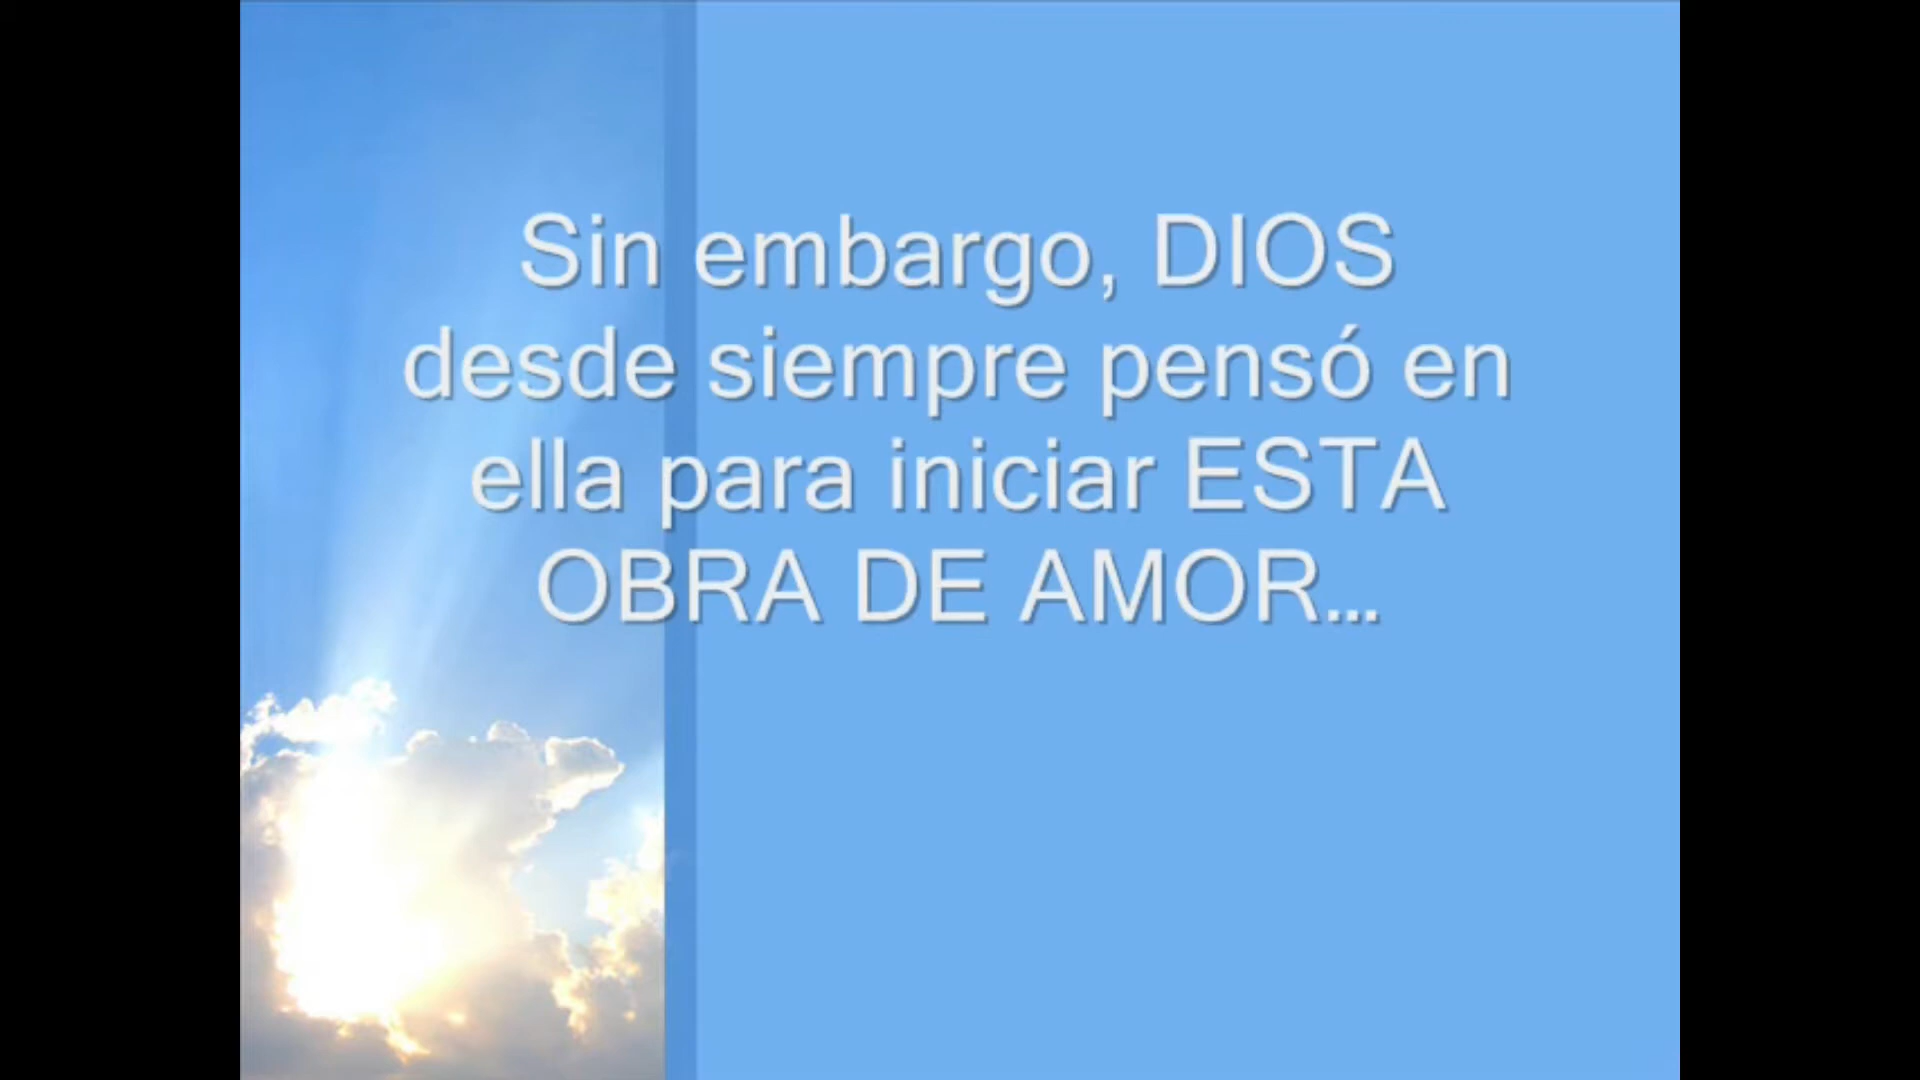 Sin embargo, DIOS
desde siempre pensó en
ella para iniciar ESTA
OBRA DE AMOR...